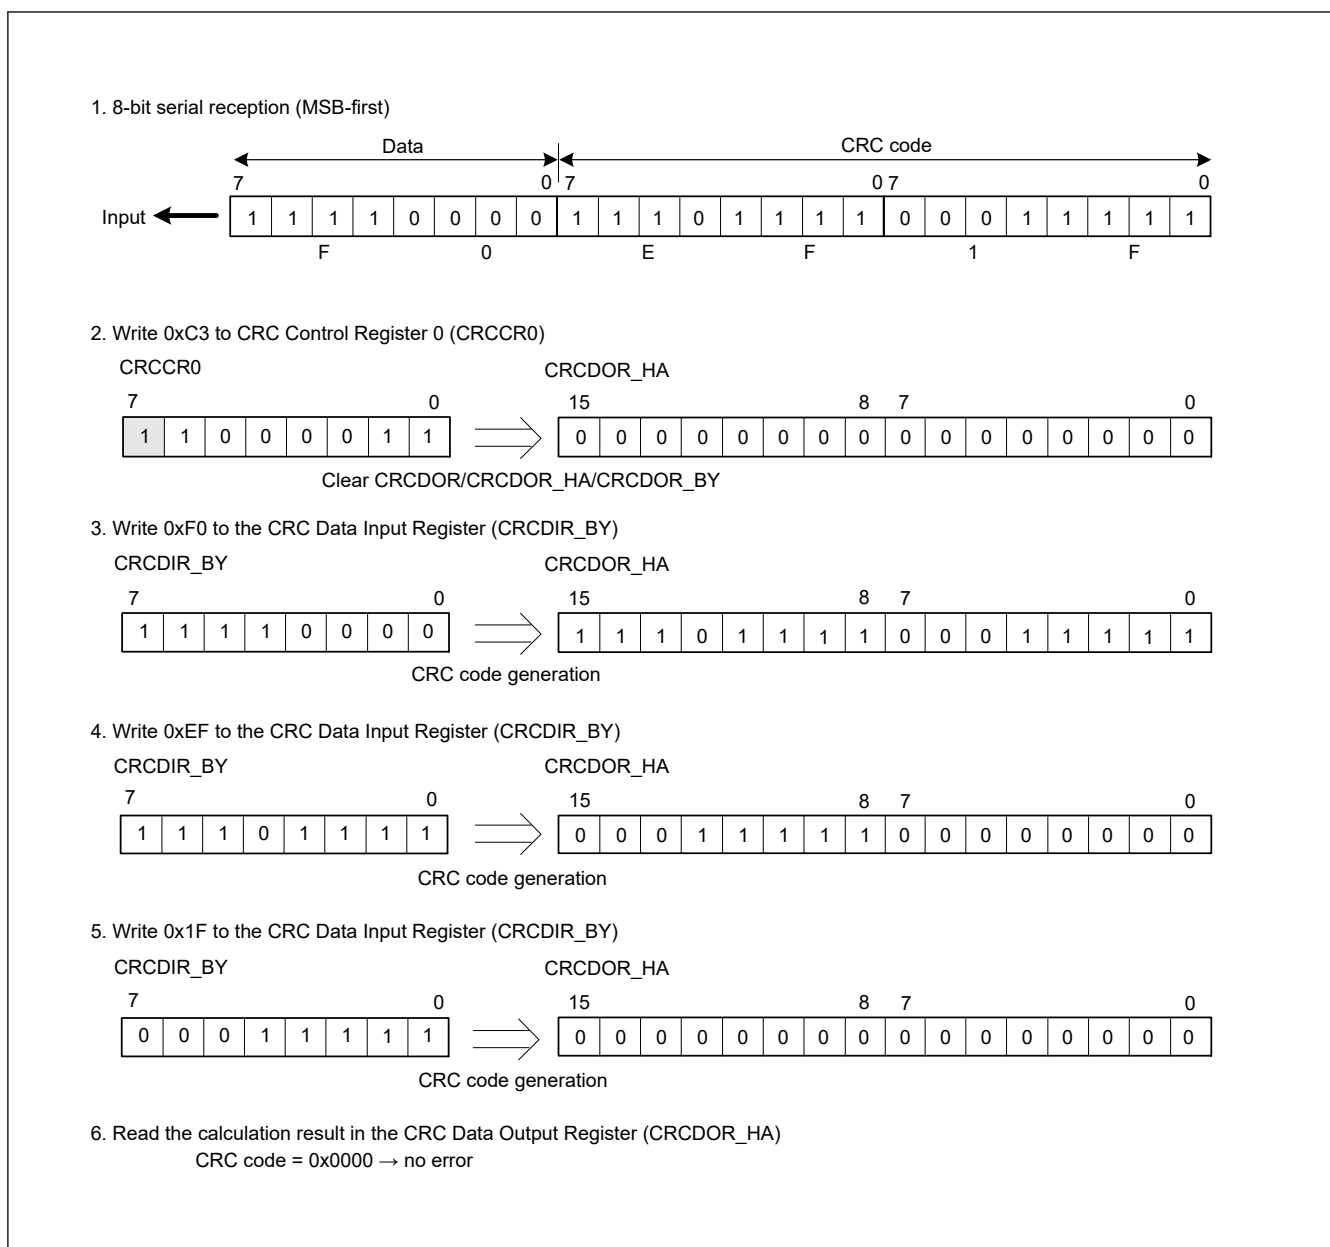 1. 8-bit serial reception (MSB-first)
Data CRC code
7 0 7 0 7 0
Input 1 1 1 1 0 0 0 0 1 1 1 0 1 1 1 1 0 0 0 1 1 1 1 1
F 0 E F 1 F
2. Write 0xC3 to CRC Control Register 0 (CRCCR0)
CRCCR0 CRCDOR_HA
7 0 15 8 7 0
1 1 0 0 0 0 1 1 0 0 0 0 0 0 0 0 0 0 0 0 0 0 0 0
Clear CRCDOR/CRCDOR_HA/CRCDOR_BY
3. Write 0xF0 to the CRC Data Input Register (CRCDIR_BY)
CRCDIR_BY CRCDOR_HA
7 0 15 8 7 0
1 1 1 1 0 0 0 0 1 1 1 0 1 1 1 1 0 0 0 1 1 1 1 1
CRC code generation
4. Write 0xEF to the CRC Data Input Register (CRCDIR_BY)
CRCDIR_BY CRCDOR_HA
7 0 15 8 7 0
1 1 1 0 1 1 1 1 0 0 0 1 1 1 1 1 0 0 0 0 0 0 0 0
CRC code generation
5. Write 0x1F to the CRC Data Input Register (CRCDIR_BY)
CRCDIR_BY CRCDOR_HA
7 0 15 8 7 0
0 0 0 1 1 1 1 1 0 0 0 0 0 0 0 0 0 0 0 0 0 0 0 0
CRC code generation
6. Read the calculation result in the CRC Data Output Register (CRCDOR_HA)
CRC code = 0x0000 → no error